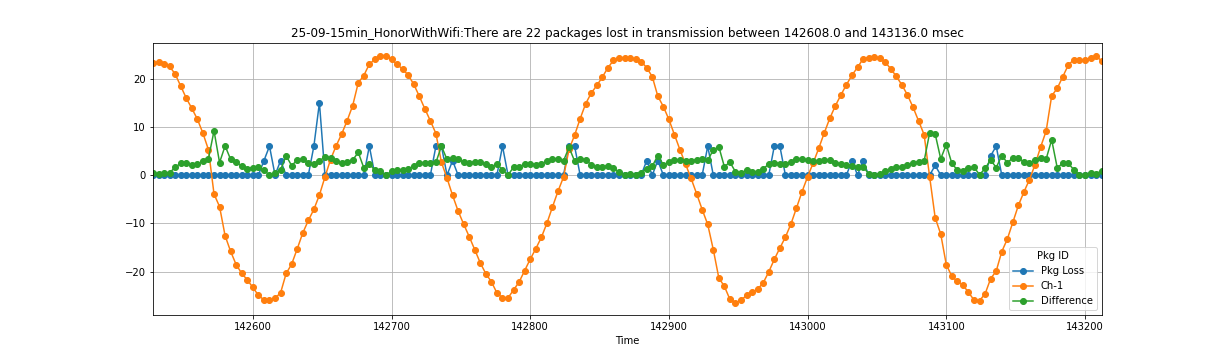 25-09-15min_HonorWithWifi:There are 22 packages lost in transmission between 142608.0 and 143136.0 msec
20
10
0
−10
−20
142600 142700 142800 142900 143000 143100 143200
Time
Pkg ID
Pkg Loss
Ch-1
Difference